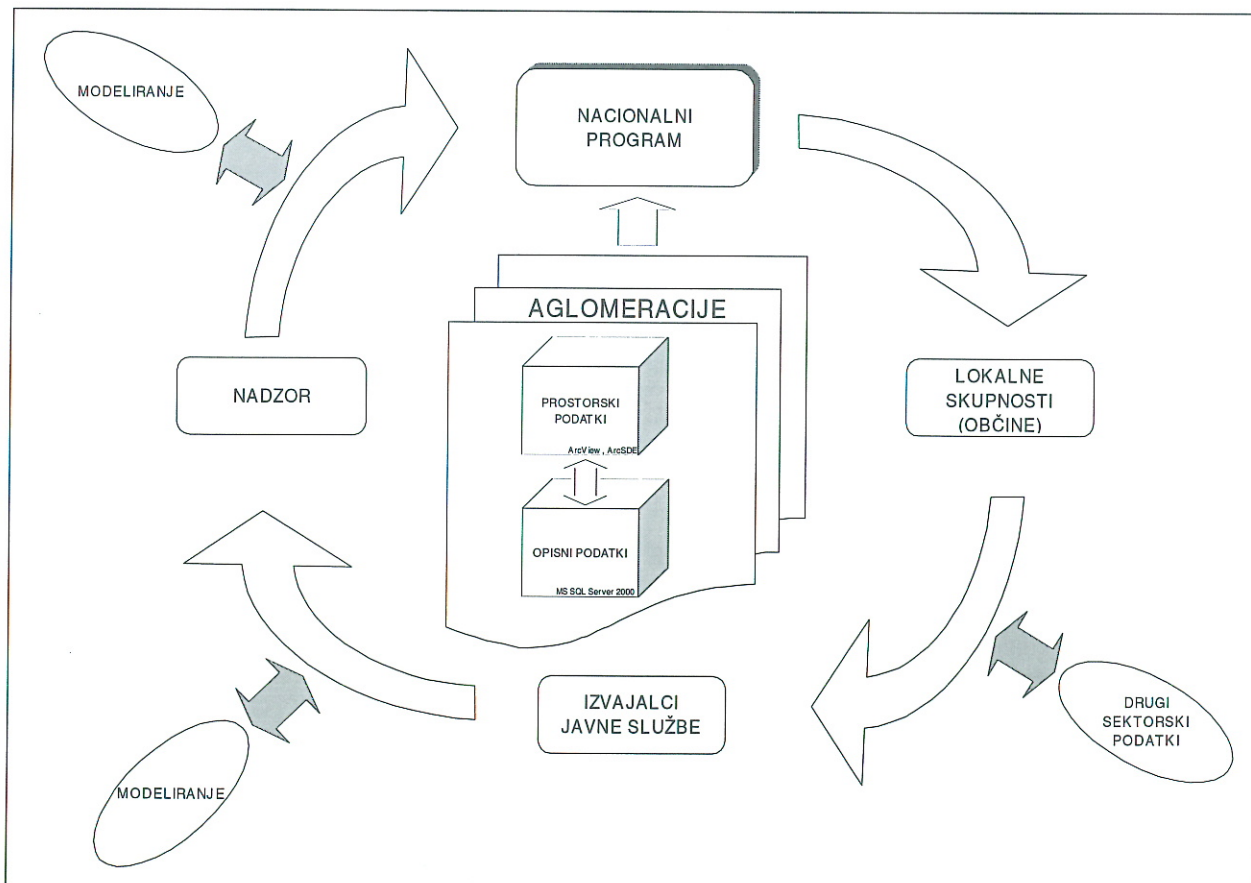 MODELIRANJE
NACIONALNI
PROGRAM
AGLOMERACIJE
PROSTORSKI
PODATKI
ArcView , ArcSDE
OPISNI PODATKI
MS SQL Server 2000
NADZOR
LOKALNE
SKUPNOSTI
(OBČINE)
IZVAJALCI
JAVNE SLUŽBE
DRUGI
SEKTORSKI
PODATKI
MODELIRANJE